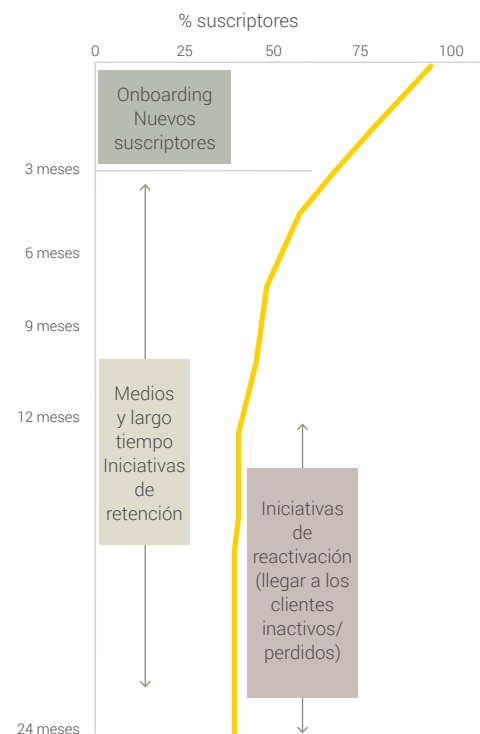 % suscriptores
0 25 50 75 100
Onboarding
Nuevos
suscriptores
3 meses
6 meses
9 meses
12 meses
Medios
y largo
tiempo
Iniciativas
de
retención
Iniciativas
de
reactivación
(llegar a los
clientes
inactivos/
perdidos)
24 meses